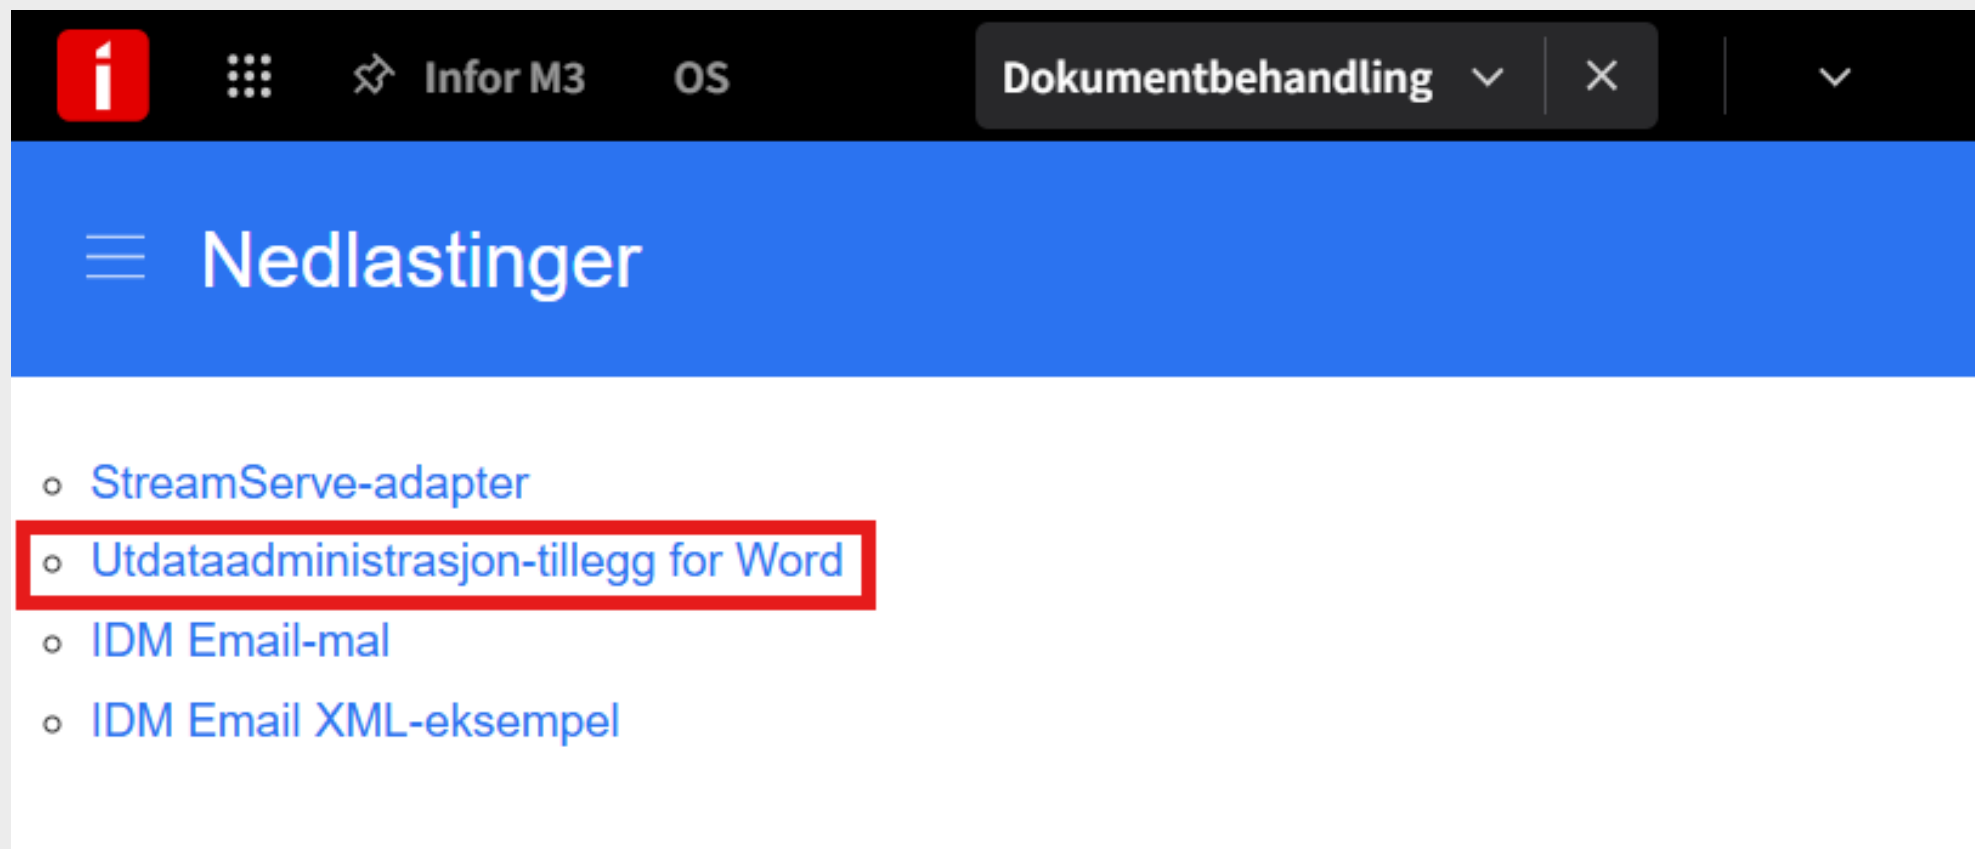 Infor M3 OS Dokumentbehandling
Nedlastinger
StreamServe-adapter
Utdataadministrasjon-tillegg for Word
IDM Email-mal
IDM Email XML-eksempel